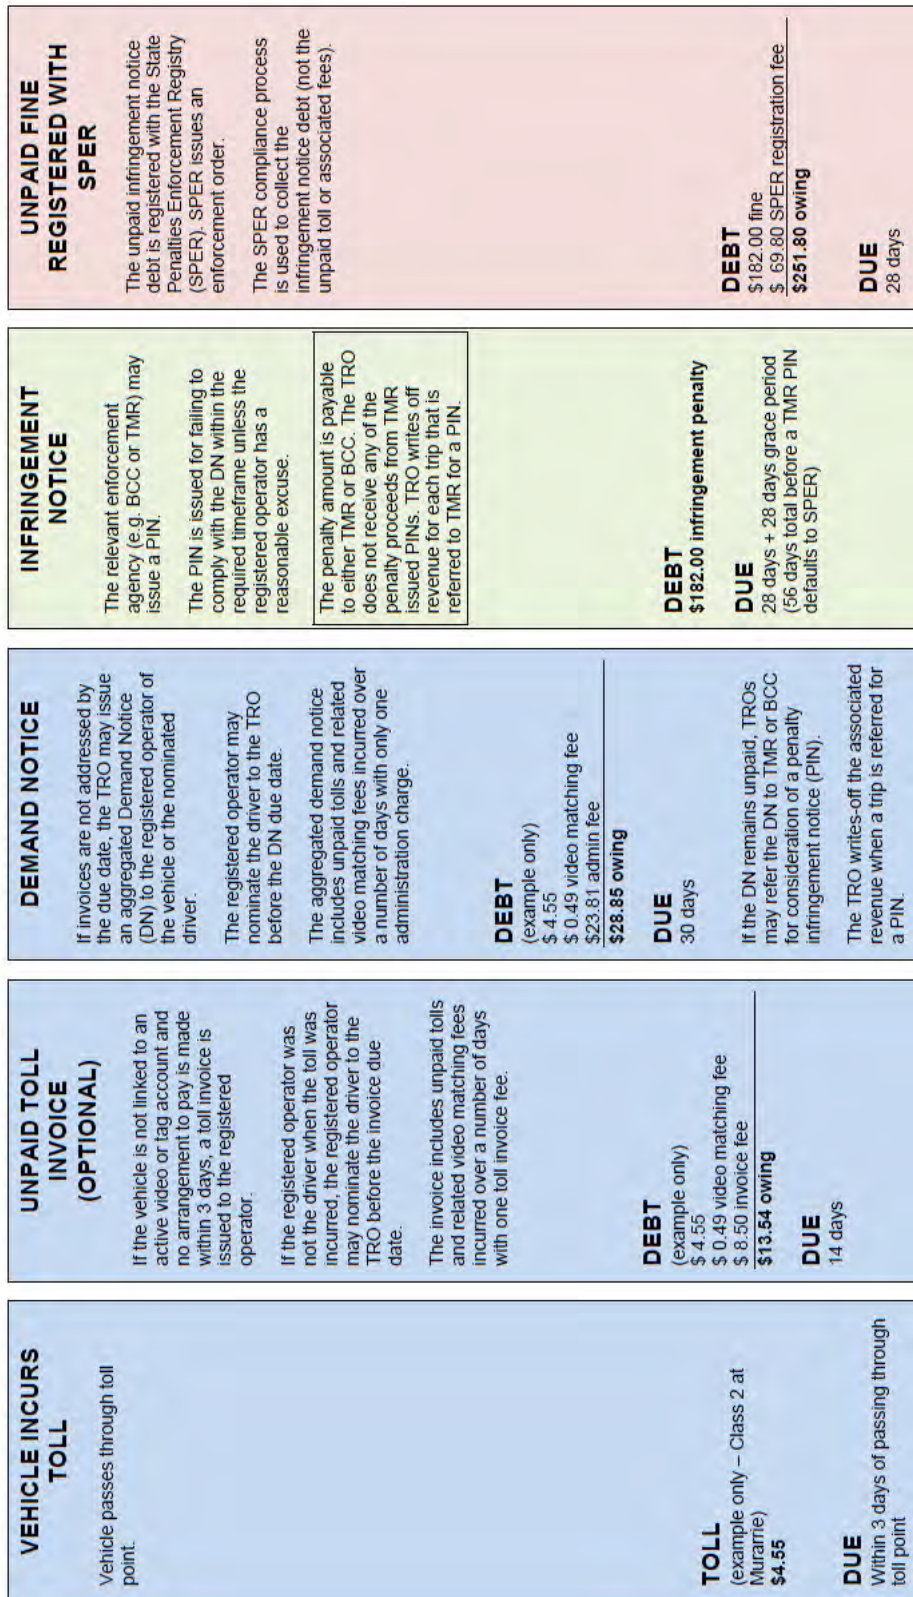 VEHICLE INCURS
TOLL
Vehicle passes through toll
point.
TOLL
(example only – Class 2 at
Murarrie)
$4.55
DUE
Within 3 days of passing through
toll point
UNPAID TOLL
INVOICE
(OPTIONAL)
If the vehicle is not linked to an
active video or tag account and
no arrangement to pay is made
within 3 days, a toll invoice is
issued to the registered
operator.
If the registered operator was
not the driver when the toll was
incurred, the registered operator
may nominate the driver to the
TRO before the invoice due
date.
The invoice includes unpaid tolls
and related video matching fees
incurred over a number of days
with one toll invoice fee.
DEBT
(example only)
$ 4.55
$ 0.49 video matching fee
$ 8.50 invoice fee
$13.54 owing
DUE
14 days
DEMAND NOTICE
If invoices are not addressed by
the due date, the TRO may issue
an aggregated Demand Notice
(DN) to the registered operator of
the vehicle or the nominated
driver.
The registered operator may
nominate the driver to the TRO
before the DN due date.
The aggregated demand notice
includes unpaid tolls and related
video matching fees incurred over
a number of days with only one
administration charge.
DEBT
(example only)
$ 4.55
$ 0.49 video matching fee
$23.81 admin fee
$28.85 owing
DUE
30 days
If the DN remains unpaid, TROs
may refer the DN to TMR or BCC
for consideration of a penalty
infringement notice (PIN).
The TRO writes-off the associated
revenue when a trip is referred for
a PIN.
INFRINGEMENT
NOTICE
The relevant enforcement
agency (e.g. BCC or TMR) may
issue a PIN.
The PIN is issued for failing to
comply with the DN within the
required timeframe unless the
registered operator has a
reasonable excuse.
The penalty amount is payable
to either TMR or BCC. The TRO
does not receive any of the
penalty proceeds from TMR
issued PINs. TRO writes off
revenue for each trip that is
referred to TMR for a PIN.
DEBT
$182.00 infringement penalty
DUE
28 days + 28 days grace period
(56 days total before a TMR PIN
defaults to SPER)
UNPAID FINE
REGISTERED WITH
SPER
The unpaid infringement notice
debt is registered with the State
Penalties Enforcement Registry
(SPER). SPER issues an
enforcement order.
The SPER compliance process
is used to collect the
infringement notice debt (not the
unpaid toll or associated fees).
DEBT
$182.00 fine
$ 69.80 SPER registration fee
$251.80 owing
DUE
28 days